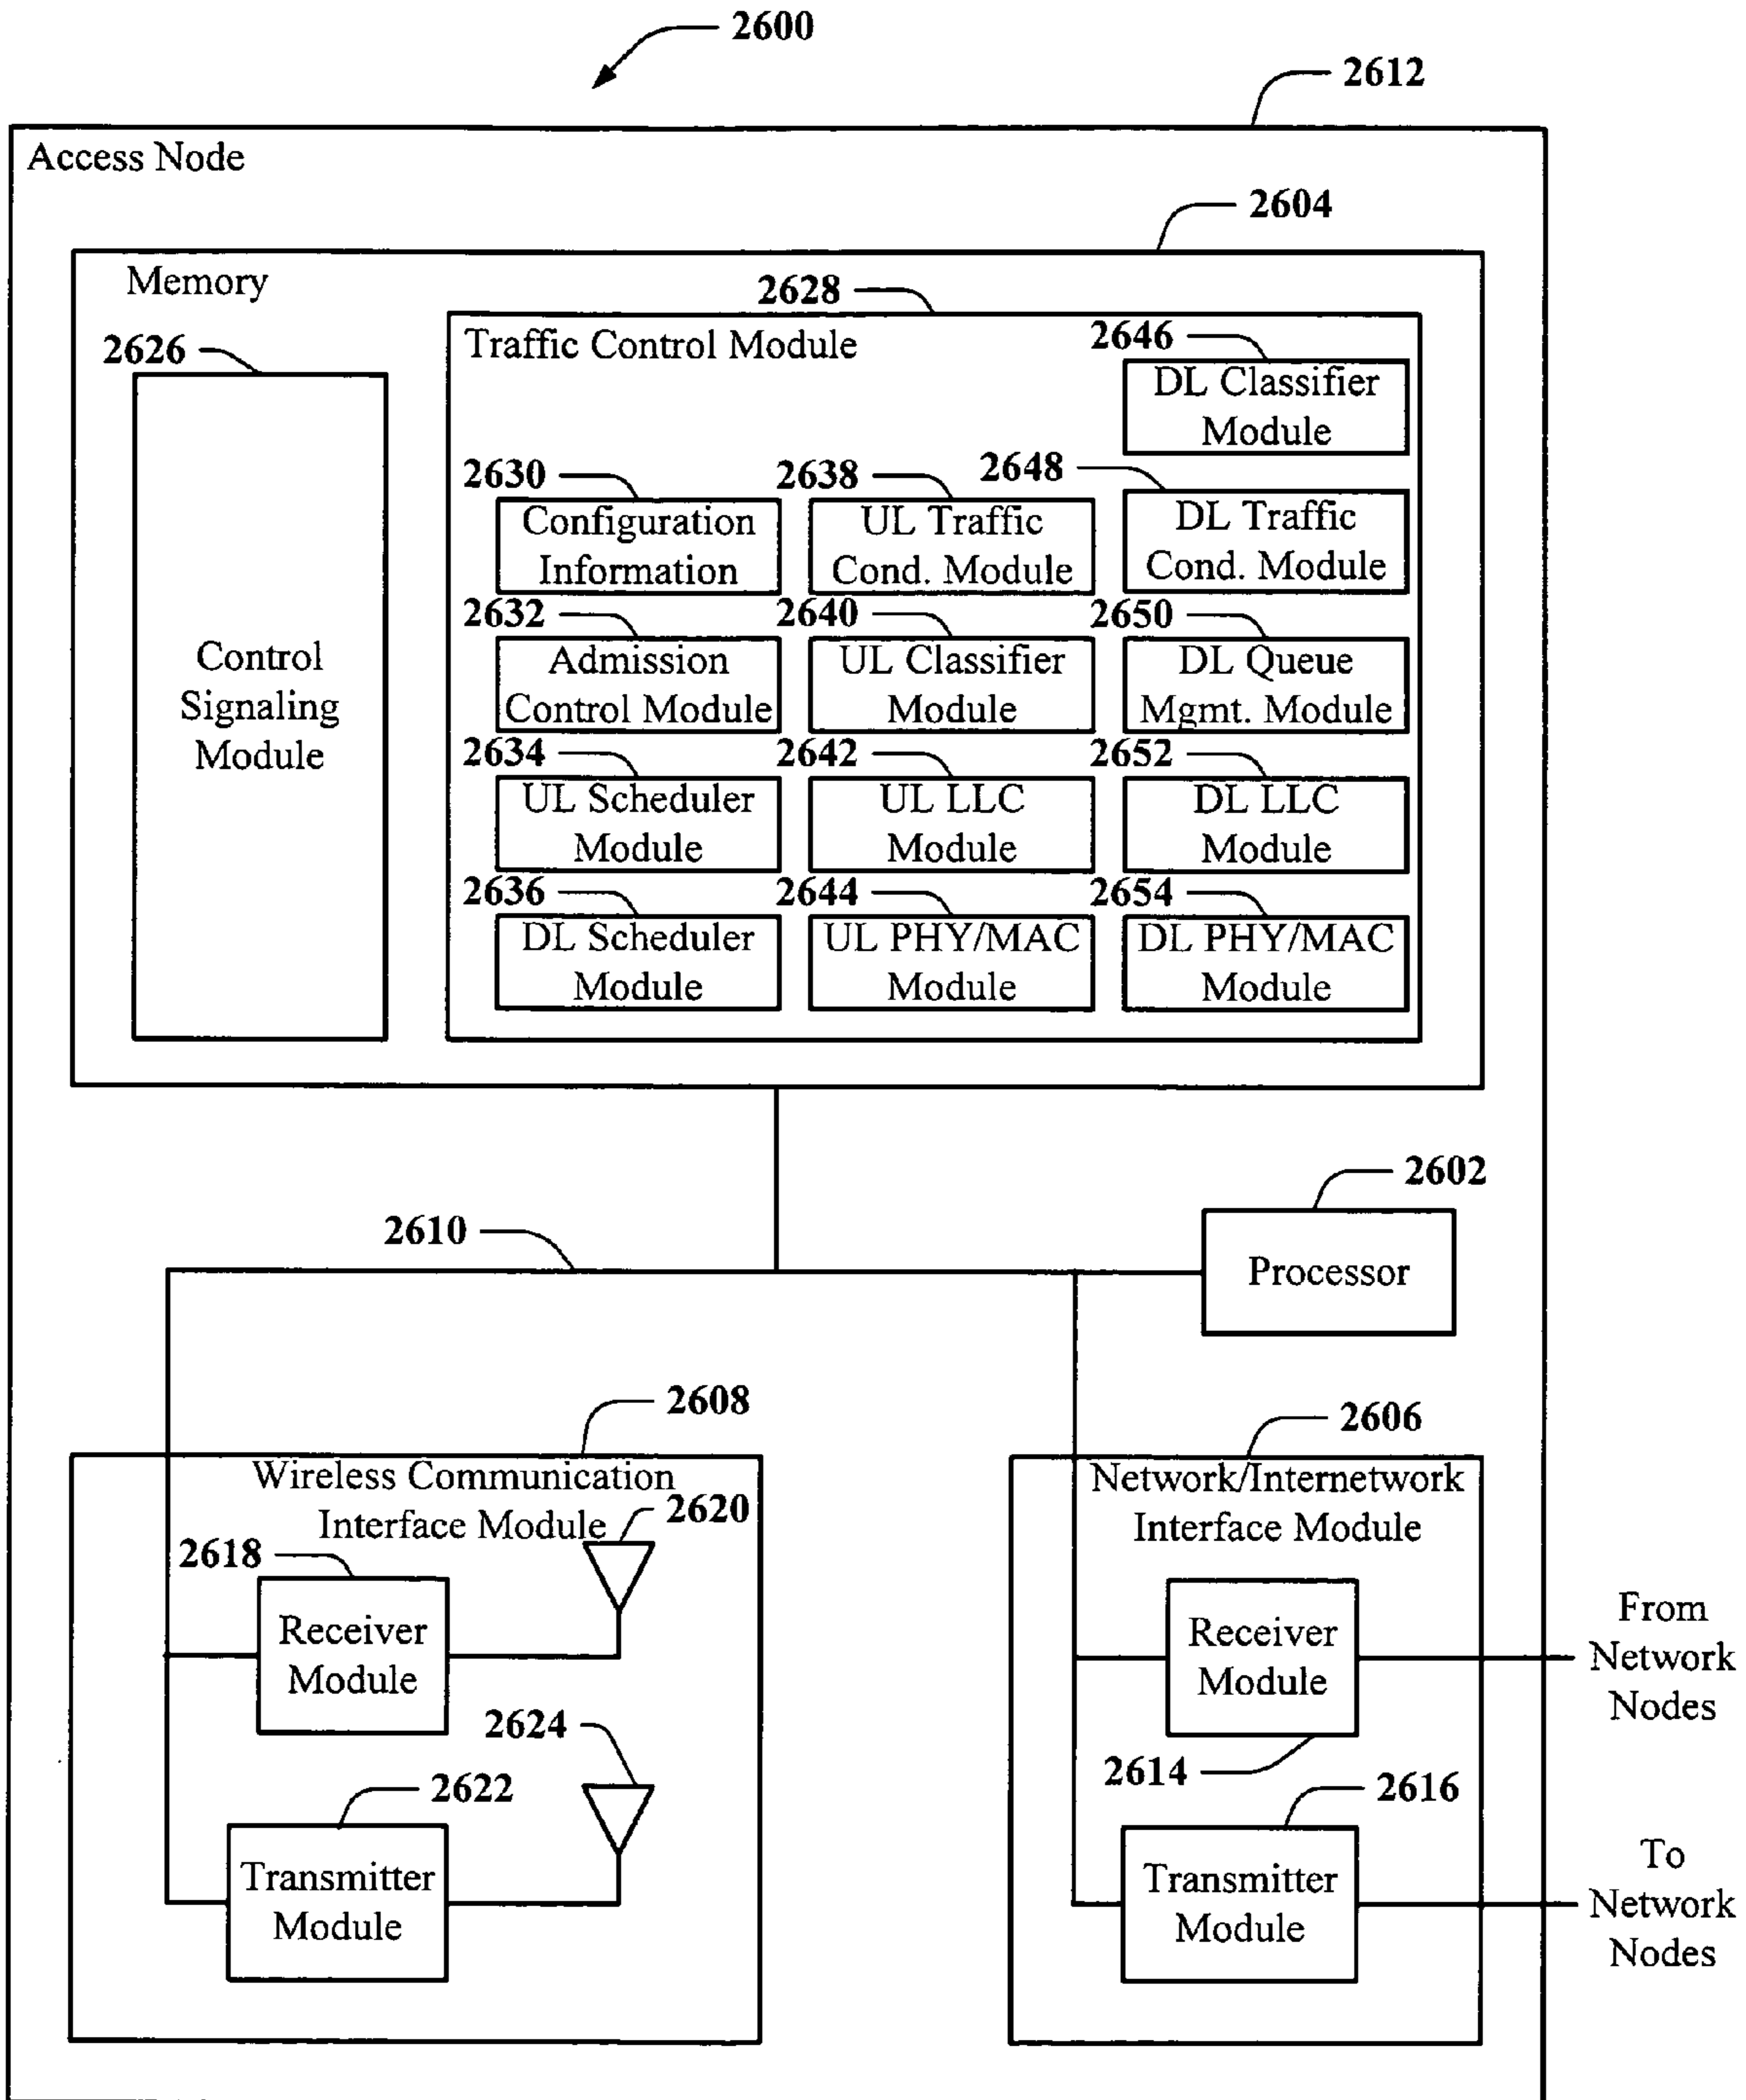 2600
2612
Access Node
2604
Memory
2628
2626
Traffic Control Module
2646
DL Classifier
Module
2630
2638
2648
Configuration
Information
UL Traffic
Cond. Module
DL Traffic
Cond. Module
2632
2640
2650
Admission
Control Module
UL Classifier
Module
DL Queue
Mgmt. Module
Control
Signaling
Module
2634
2642
2652
UL Scheduler
Module
UL LLC
Module
DL LLC
Module
2636
2644
2654
DL Scheduler
Module
UL PHY/MAC
Module
DL PHY/MAC
Module
2602
2610
Processor
2608
2606
Wireless Communication
Interface Module
2620
Network/Internetwork
Interface Module
2618
Receiver
Module
Receiver
Module
From
Network
Nodes
2624
2614
2622
2616
Transmitter
Module
Transmitter
Module
To
Network
Nodes